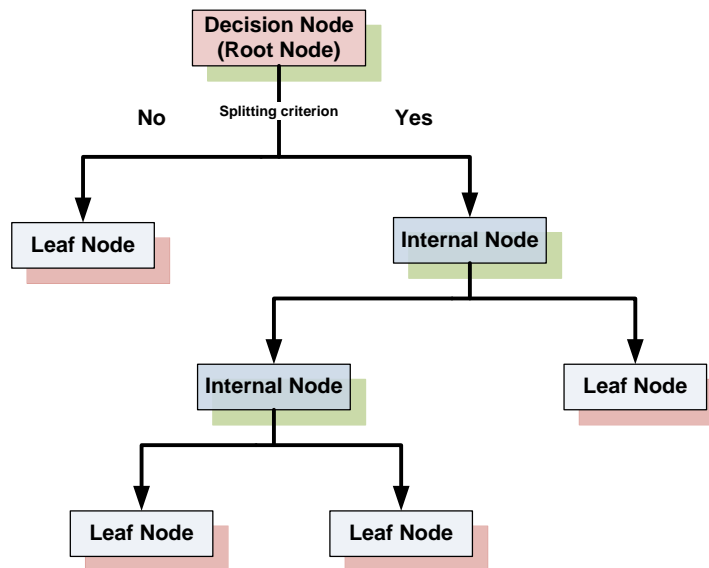 Decision Node
(Root Node)
Splitting criterion
No
Yes
Leaf Node
Internal Node
Internal Node
Leaf Node
Leaf Node
Leaf Node